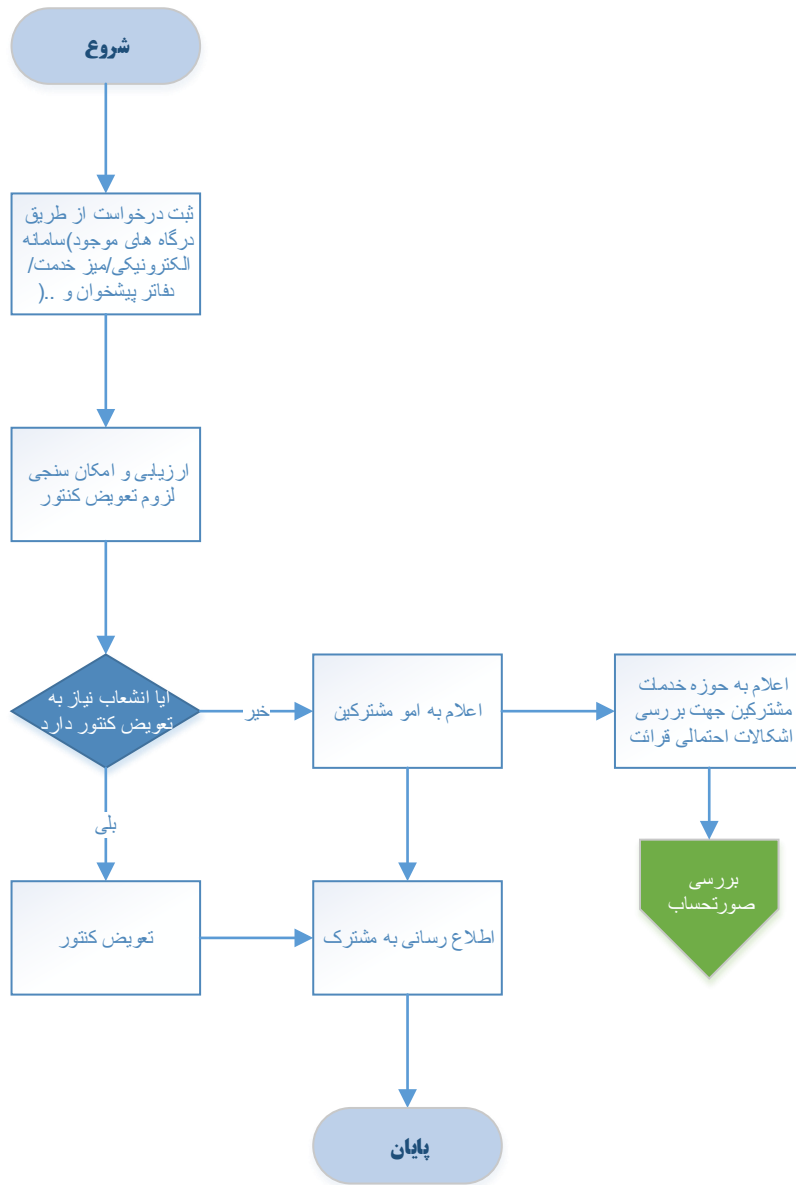 شروع
ثبت درخواست از طریق
درگاه های موجود)سامانه
الکترونیکی/میز خدمت/
دفاتر پیشخوان و ..(
ارزیابی و امکان سنجی
لزوم تعویض کنتور
ایا انشعاب نیاز به
تعویض کنتور دارد
خیر
اعلام به امو مشترکین
اعلام به حوزه خدمات
مشترکین جهت بررسی
اشکالات احتمالی قرائت
بلی
بررسی
صورتحساب
تعویض کنتور
اطلاع رسانی به مشترک
پایان